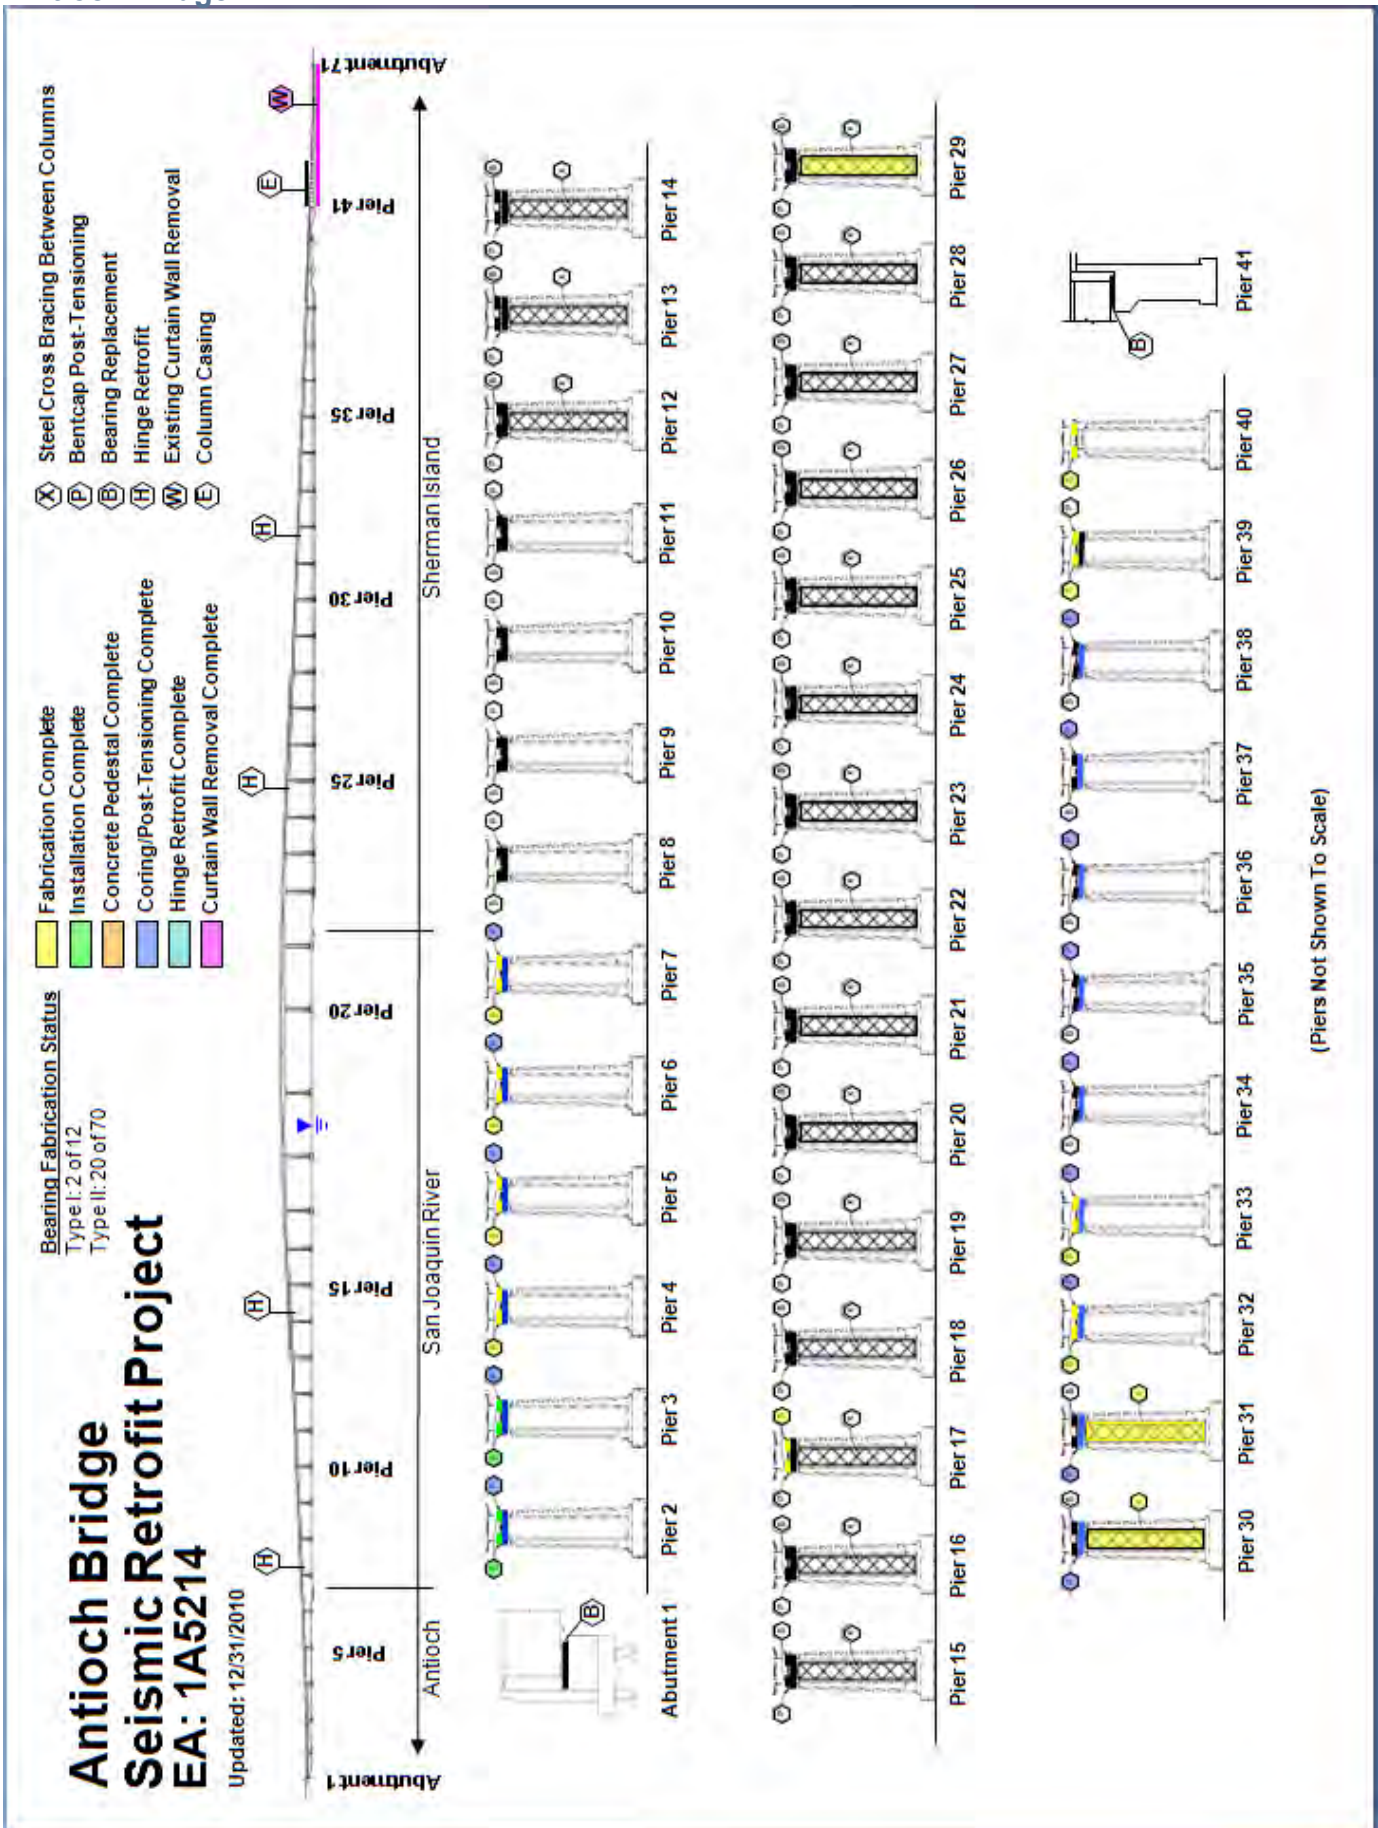 Antioch Bridge
Seismic Retrofit Project
EA: 1A5214
Updated: 12/31/2010
Bearing Fabrication Status
Type I: 2 of 12
Type II: 20 of 70
Fabrication Complete
Installation Complete
Concrete Pedestal Complete
Coring/Post-Tensioning Complete
Hinge Retrofit Complete
Curtain Wall Removal Complete
X Steel Cross Bracing Between Columns
P Bentcap Post-Tensioning
B Bearing Replacement
H Hinge Retrofit
W Existing Curtain Wall Removal
E Column Casing
H H H H E W
Abutment 1 Pier 5 Pier 10 Pier 15 Pier 20 Pier 25 Pier 30 Pier 35 Pier 41 Abutment 71
Antioch San Joaquin River Sherman Island
B
Abutment 1 Pier 2 Pier 3 Pier 4 Pier 5 Pier 6 Pier 7 Pier 8 Pier 9 Pier 10 Pier 11 Pier 12 Pier 13 Pier 14
Pier 15 Pier 16 Pier 17 Pier 18 Pier 19 Pier 20 Pier 21 Pier 22 Pier 23 Pier 24 Pier 25 Pier 26 Pier 27 Pier 28 Pier 29
B
Pier 30 Pier 31 Pier 32 Pier 33 Pier 34 Pier 35 Pier 36 Pier 37 Pier 38 Pier 39 Pier 40 Pier 41
(Piers Not Shown To Scale)